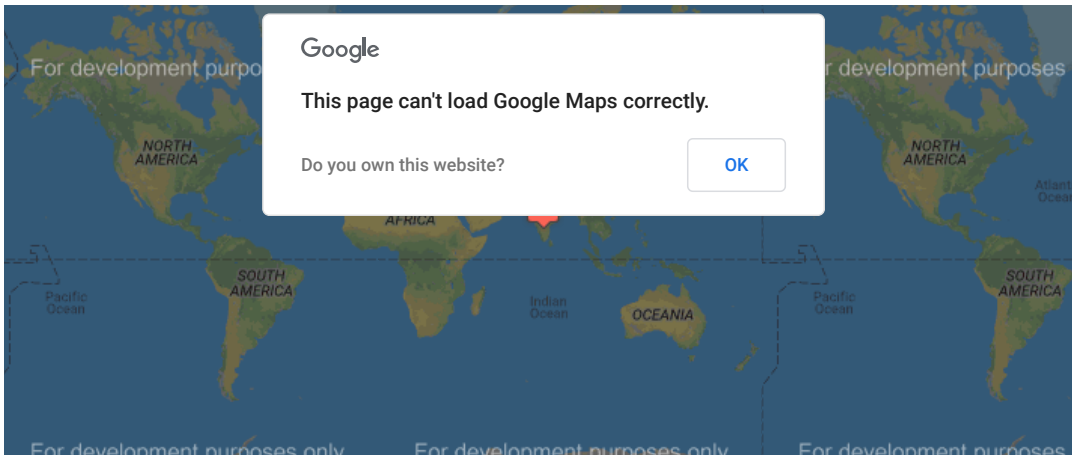 Google
This page can't load Google Maps correctly.
Do you own this website?
OK
For development purpo
r development purposes
NORTH
AMERICA
NORTH
AMERICA
Atlant
Ocea
AFRICA
SOUTH
AMERICA
SOUTH
AMERICA
Pacific
Ocean
Indian
Ocean
OCEANIA
Pacific
Ocean
For development purposes only
For development purposes only
For development purposes